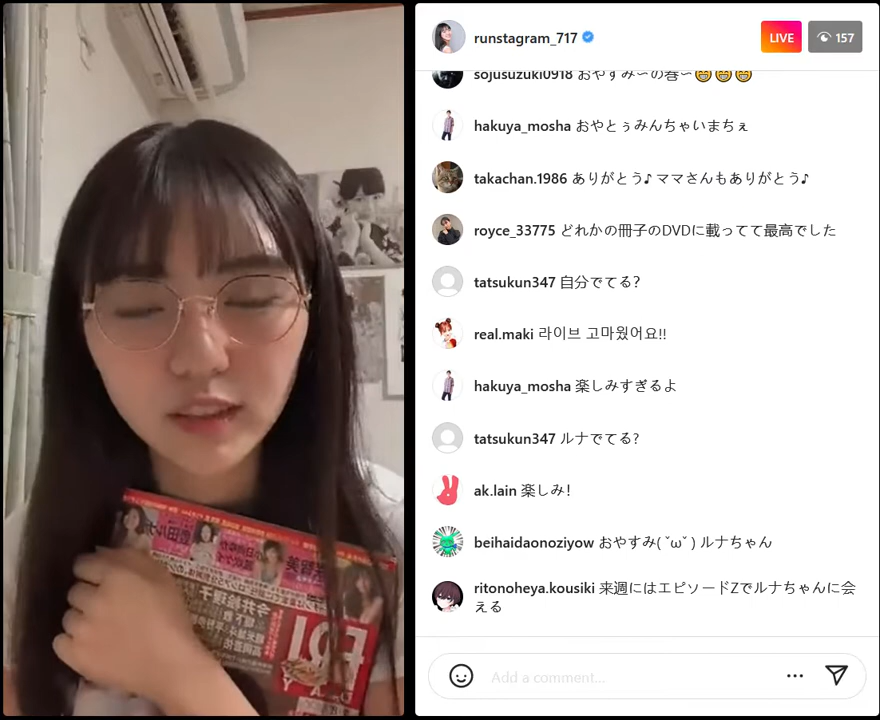 runstagram_717
LIVE
157
sojusuzuki0918 おやすみーの巻ー😁😁😁
hakuya_mosha おやとぅみんちゃいまちぇ
takachan.1986 ありがとう♪ ママさんもありがとう♪
royce_33775 どれかの冊子のDVDに載ってて最高でした
tatsukun347 自分でてる?
real.maki 라이브 고마웠어요!!
hakuya_mosha 楽しみすぎるよ
tatsukun347 ルナでてる?
ak.lain 楽しみ!
beihaidaonoziyow おやすみ( ˘ω˘ ) ルナちゃん
ritonoheya.kousiki 来週にはエピソードZでルナちゃんに会
える
Add a comment...